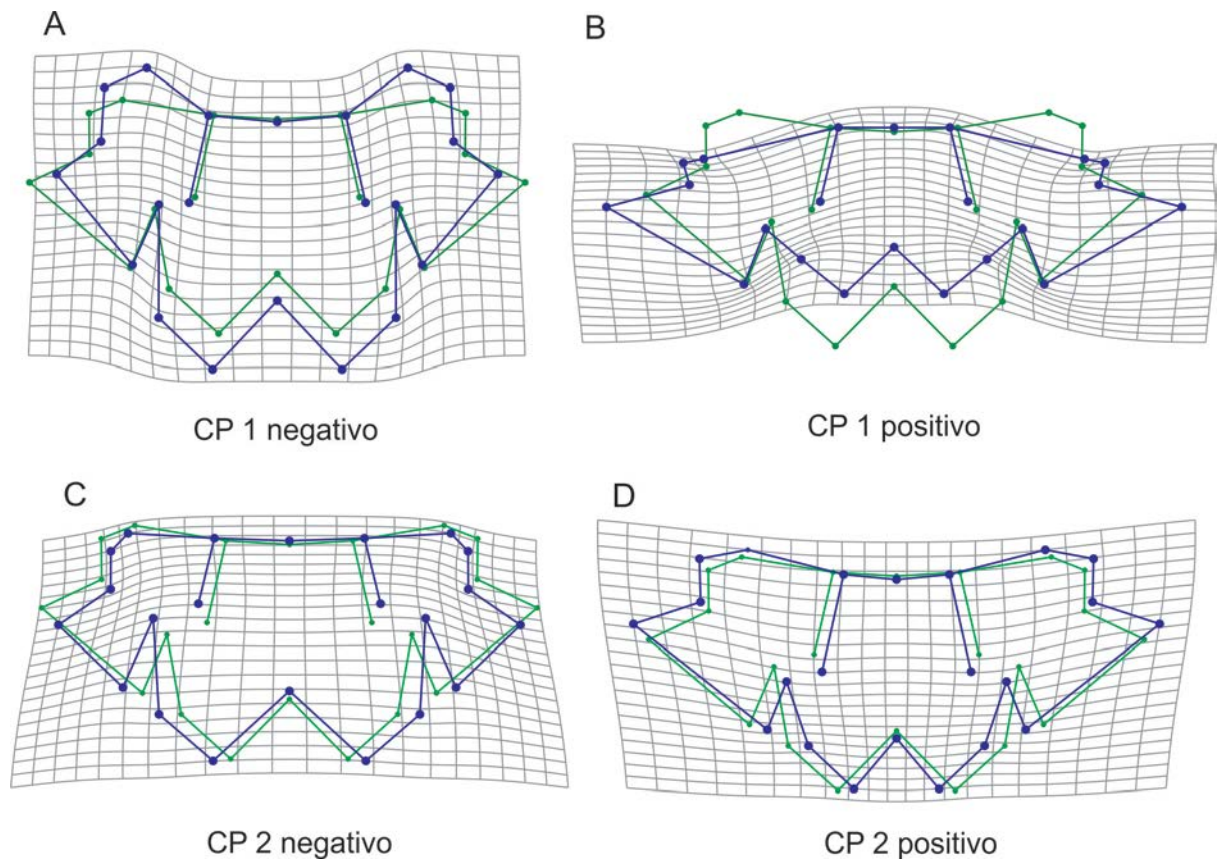 A
B
CP 1 negativo
CP 1 positivo
C
D
CP 2 negativo
CP 2 positivo